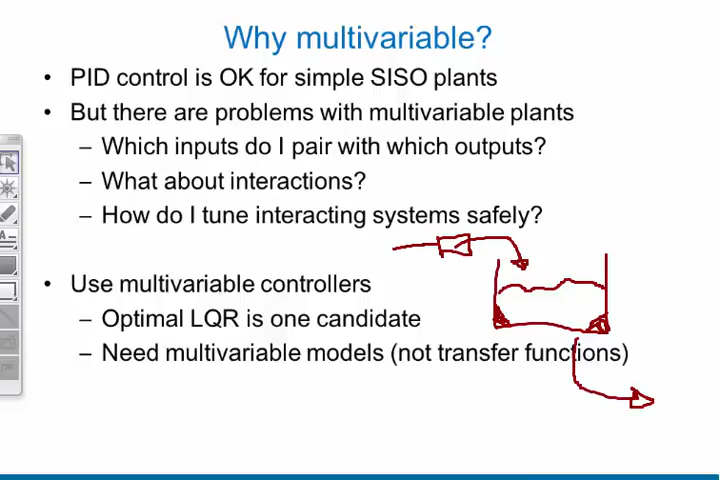 Why multivariable?
• PID control is OK for simple SISO plants
• But there are problems with multivariable plants
– Which inputs do I pair with which outputs?
– What about interactions?
– How do I tune interacting systems safely?
• Use multivariable controllers
– Optimal LQR is one candidate
– Need multivariable models (not transfer functions)